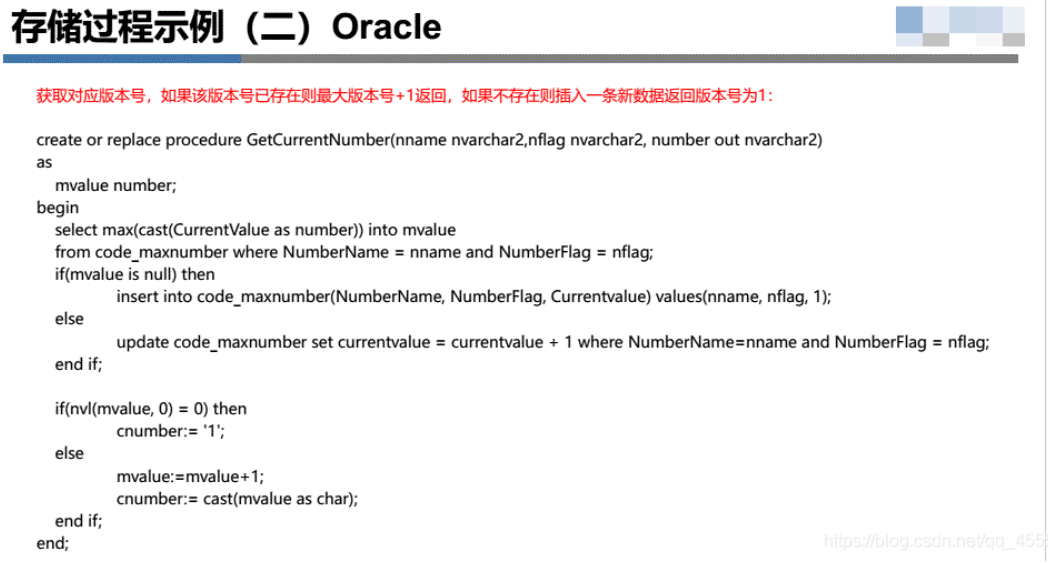 存储过程示例（二）Oracle
获取对应版本号，如果该版本号已存在则最大版本号+1返回，如果不存在则插入一条新数据返回版本号为1：
create or replace procedure GetCurrentNumber(nname nvarchar2,nflag nvarchar2, number out nvarchar2)
as
mvalue number;
begin
select max(cast(CurrentValue as number)) into mvalue
from code_maxnumber where NumberName = nname and NumberFlag = nflag;
if(mvalue is null) then
insert into code_maxnumber(NumberName, NumberFlag, Currentvalue) values(nname, nflag, 1);
else
update code_maxnumber set currentvalue = currentvalue + 1 where NumberName=nname and NumberFlag = nflag;
end if;
if(nvl(mvalue, 0) = 0) then
cnumber:= '1';
else
mvalue:=mvalue+1;
cnumber:= cast(mvalue as char);
end if;
end;
https://blog.csdn.net/qq_455